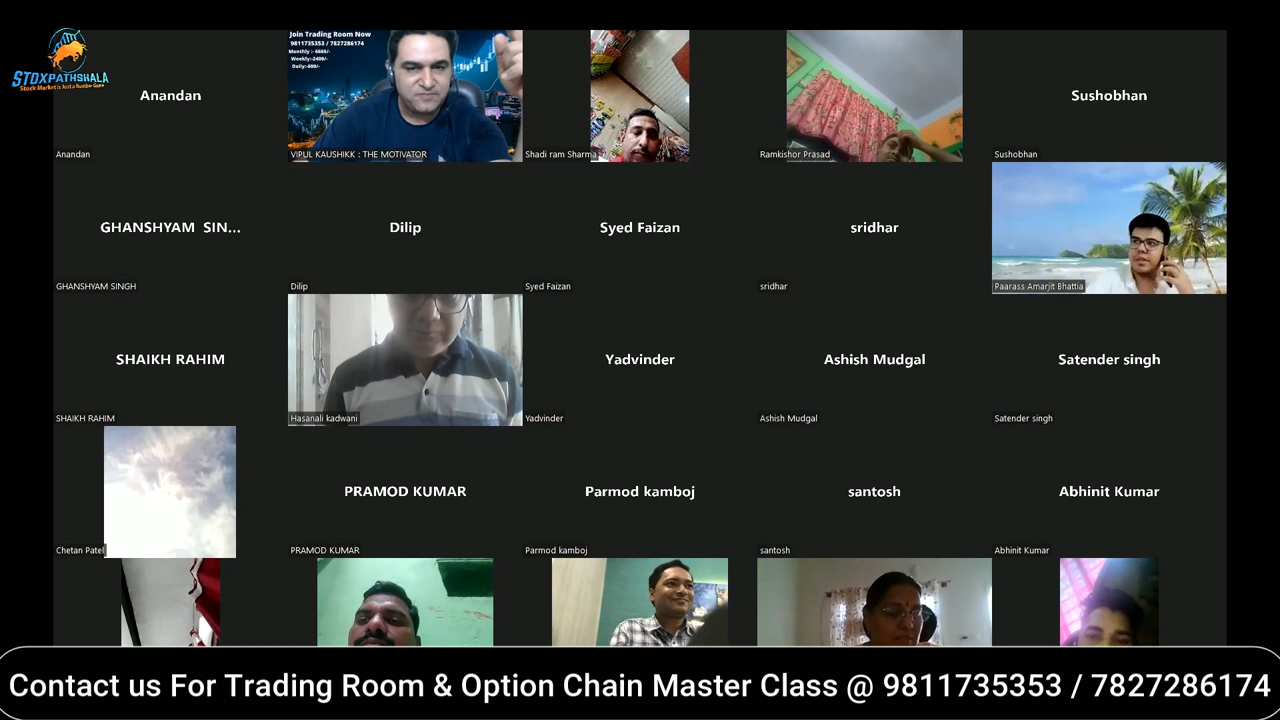 STOXPATHSHALA
Stock Market is Just a Number Game
Anandan
Anandan
Join Trading Room Now
9811735353 / 7827286174
Monthly :- 6666/-
Weekly:-2400/-
Daily:-600/-
VIPUL KAUSHIKK : THE MOTIVATOR
Shadi ram Sharma
Ramkishor Prasad
Sushobhan
Sushobhan
GHANSHYAM SIN...
GHANSHYAM SINGH
Dilip
Dilip
Syed Faizan
Syed Faizan
sridhar
sridhar
Paarass Amarjit Bhattia
SHAIKH RAHIM
SHAIKH RAHIM
Hasanali kadwani
Yadvinder
Yadvinder
Ashish Mudgal
Ashish Mudgal
Satender singh
Satender singh
Chetan Patel
PRAMOD KUMAR
PRAMOD KUMAR
Parmod kamboj
Parmod kamboj
santosh
santosh
Abhinit Kumar
Abhinit Kumar
Contact us For Trading Room & Option Chain Master Class @ 9811735353 / 7827286174